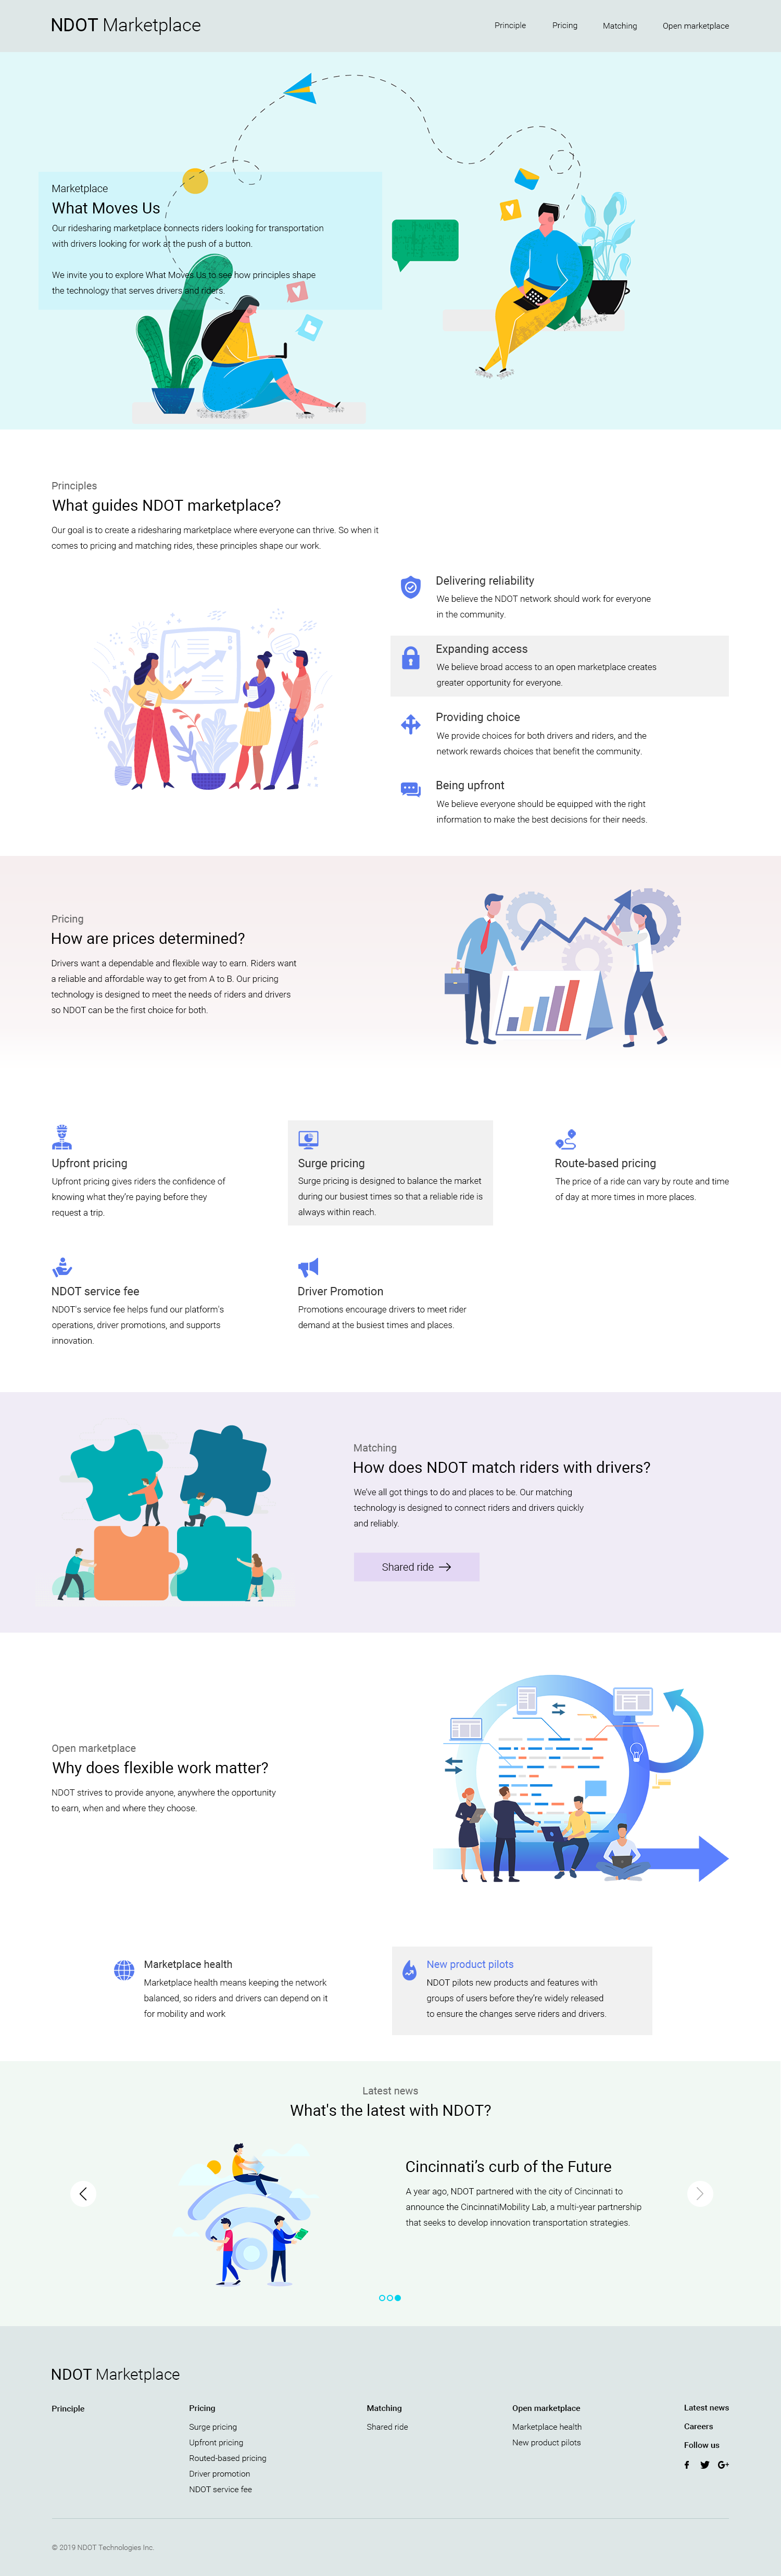 NDOT Marketplace
Principle
Pricing
Matching
Open marketplace
Marketplace
What Moves Us
Our ridesharing marketplace connects riders looking for transportation
with drivers looking for work at the push of a button.
We invite you to explore What Moves Us to see how principles shape
the technology that serves drivers and riders.
Principles
What guides NDOT marketplace?
Our goal is to create a ridesharing marketplace where everyone can thrive. So when it
comes to pricing and matching rides, these principles shape our work.
Delivering reliability
We believe the NDOT network should work for everyone
in the community.
Expanding access
We believe broad access to an open marketplace creates
greater opportunity for everyone.
Providing choice
We provide choices for both drivers and riders, and the
network rewards choices that benefit the community.
Being upfront
We believe everyone should be equipped with the right
information to make the best decisions for their needs.
Pricing
How are prices determined?
Drivers want a dependable and flexible way to earn. Riders want
a reliable and affordable way to get from A to B. Our pricing
technology is designed to meet the needs of riders and drivers
so NDOT can be the first choice for both.
Upfront pricing
Upfront pricing gives riders the confidence of
knowing what they're paying before they
request a trip.
Surge pricing
Surge pricing is designed to balance the market
during our busiest times so that a reliable ride is
always within reach.
Route-based pricing
The price of a ride can vary by route and time
of day at more times in more places.
NDOT service fee
NDOT's service fee helps fund our platform's
operations, driver promotions, and supports
innovation.
Driver Promotion
Promotions encourage drivers to meet rider
demand at the busiest times and places.
Matching
How does NDOT match riders with drivers?
We've all got things to do and places to be. Our matching
technology is designed to connect riders and drivers quickly
and reliably.
Shared ride
Open marketplace
Why does flexible work matter?
NDOT strives to provide anyone, anywhere the opportunity
to earn, when and where they choose.
Marketplace health
Marketplace health means keeping the network
balanced, so riders and drivers can depend on it
for mobility and work
New product pilots
NDOT pilots new products and features with
groups of users before they're widely released
to ensure the changes serve riders and drivers.
Latest news
What's the latest with NDOT?
Cincinnati's curb of the Future
A year ago, NDOT partnered with the city of Cincinnati to
announce the CincinnatiMobility Lab, a multi-year partnership
that seeks to develop innovation transportation strategies.
NDOT Marketplace
Principle
Pricing
Surge pricing
Upfront pricing
Routed-based pricing
Driver promotion
NDOT service fee
Matching
Shared ride
Open marketplace
Marketplace health
New product pilots
Latest news
Careers
Follow us
© 2019 NDOT Technologies Inc.